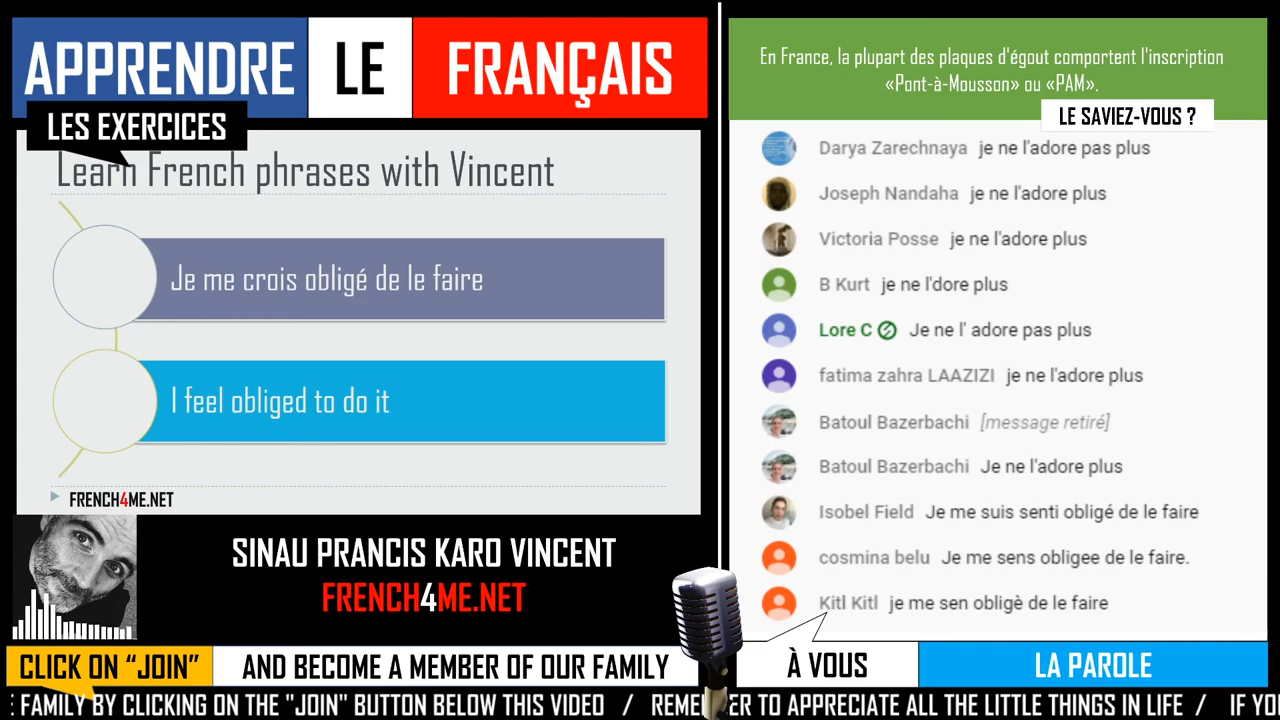 APPRENDRE LE FRANÇAIS
LES EXERCICES
Learn French phrases with Vincent
Je me crois obligé de le faire
I feel obliged to do it
FRENCH4ME.NET
SINAU PRANCIS KARO VINCENT
FRENCH4ME.NET
CLICK ON “JOIN” AND BECOME A MEMBER OF OUR FAMILY
En France, la plupart des plaques d'égout comportent l'inscription
«Pont-à-Mousson» ou «PAM».
LE SAVIEZ-VOUS ?
Darya Zarechnaya je ne l'adore pas plus
Joseph Nandaha je ne l'adore plus
Victoria Posse je ne l'adore plus
B Kurt je ne l'dore plus
Lore C Je ne l' adore pas plus
fatima zahra LAAZIZI je ne l'adore plus
Batoul Bazerbachi [message retiré]
Batoul Bazerbachi Je ne l'adore plus
Isobel Field Je me suis senti obligé de le faire
cosmina belu Je me sens obligee de le faire.
Kitl Kitl je me sen obligè de le faire
À VOUS LA PAROLE
FAMILY BY CLICKING ON THE "JOIN" BUTTON BELOW THIS VIDEO / REMEMBER TO APPRECIATE ALL THE LITTLE THINGS IN LIFE / IF YO